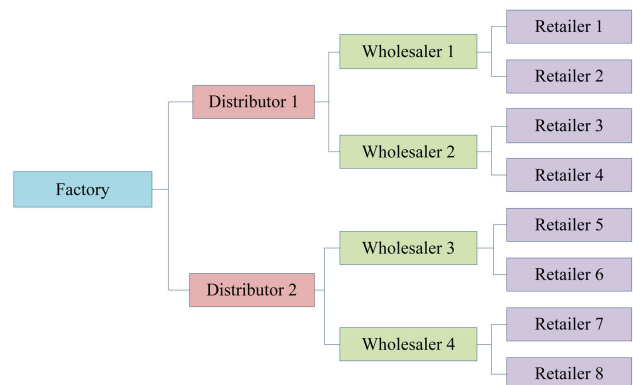 Factory
Distributor 1
Distributor 2
Wholesaler 1
Wholesaler 2
Wholesaler 3
Wholesaler 4
Retailer 1
Retailer 2
Retailer 3
Retailer 4
Retailer 5
Retailer 6
Retailer 7
Retailer 8